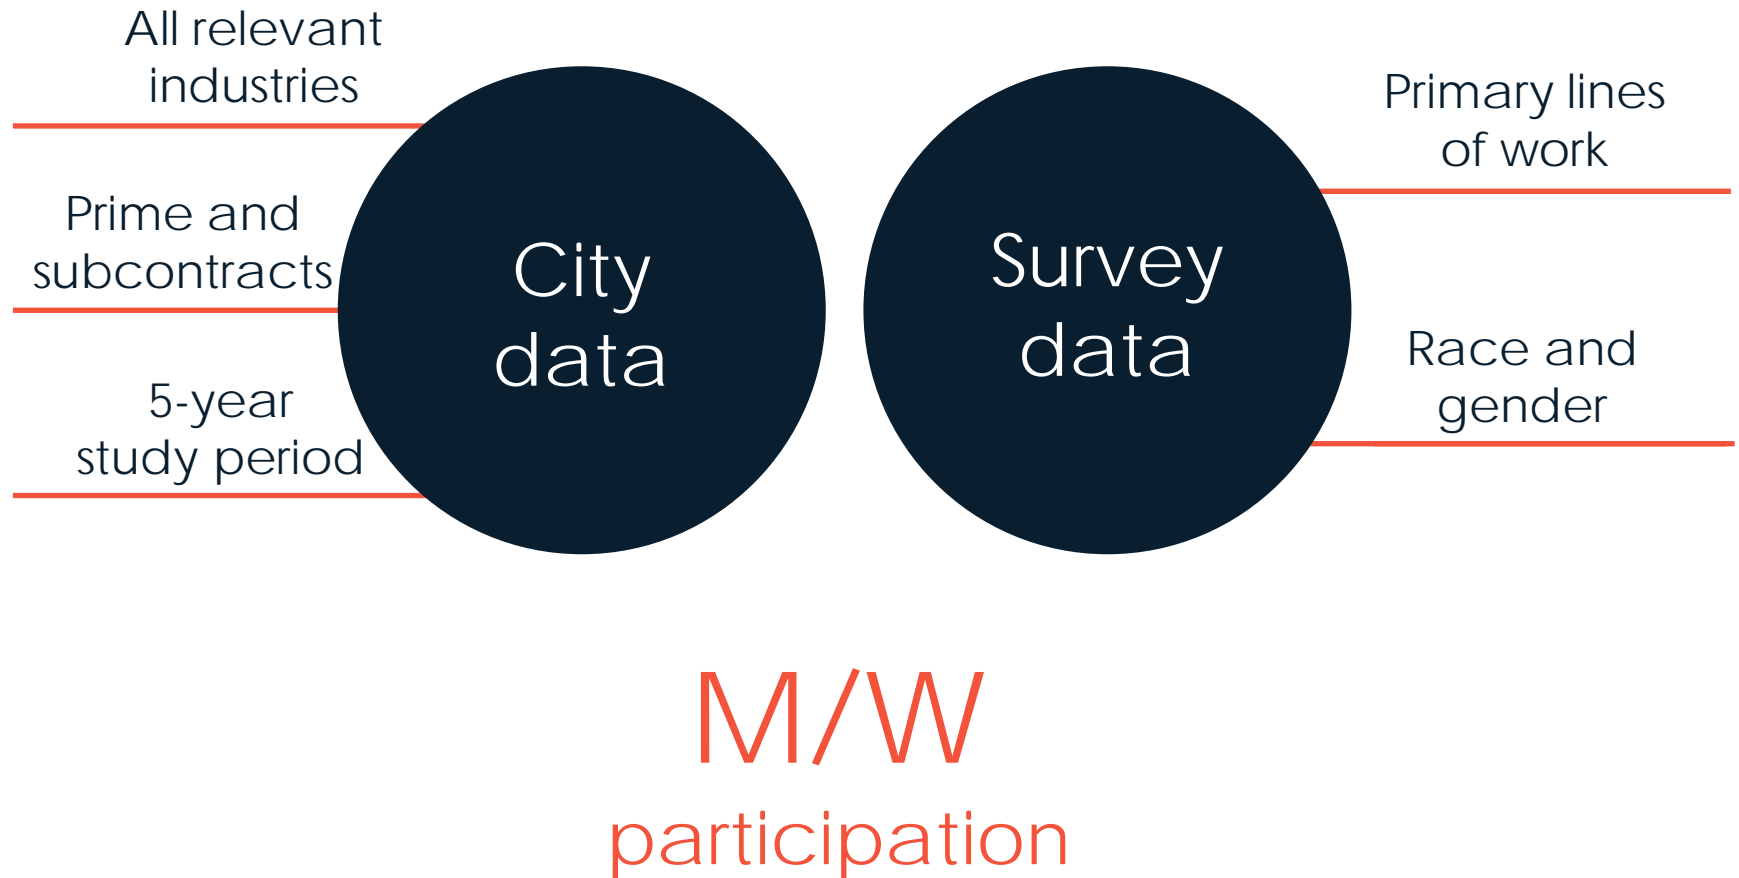 All relevant
industries
Prime and
subcontracts
5-year
study period
City
data
Survey
data
Primary lines
of work
Race and
gender
M/W
participation